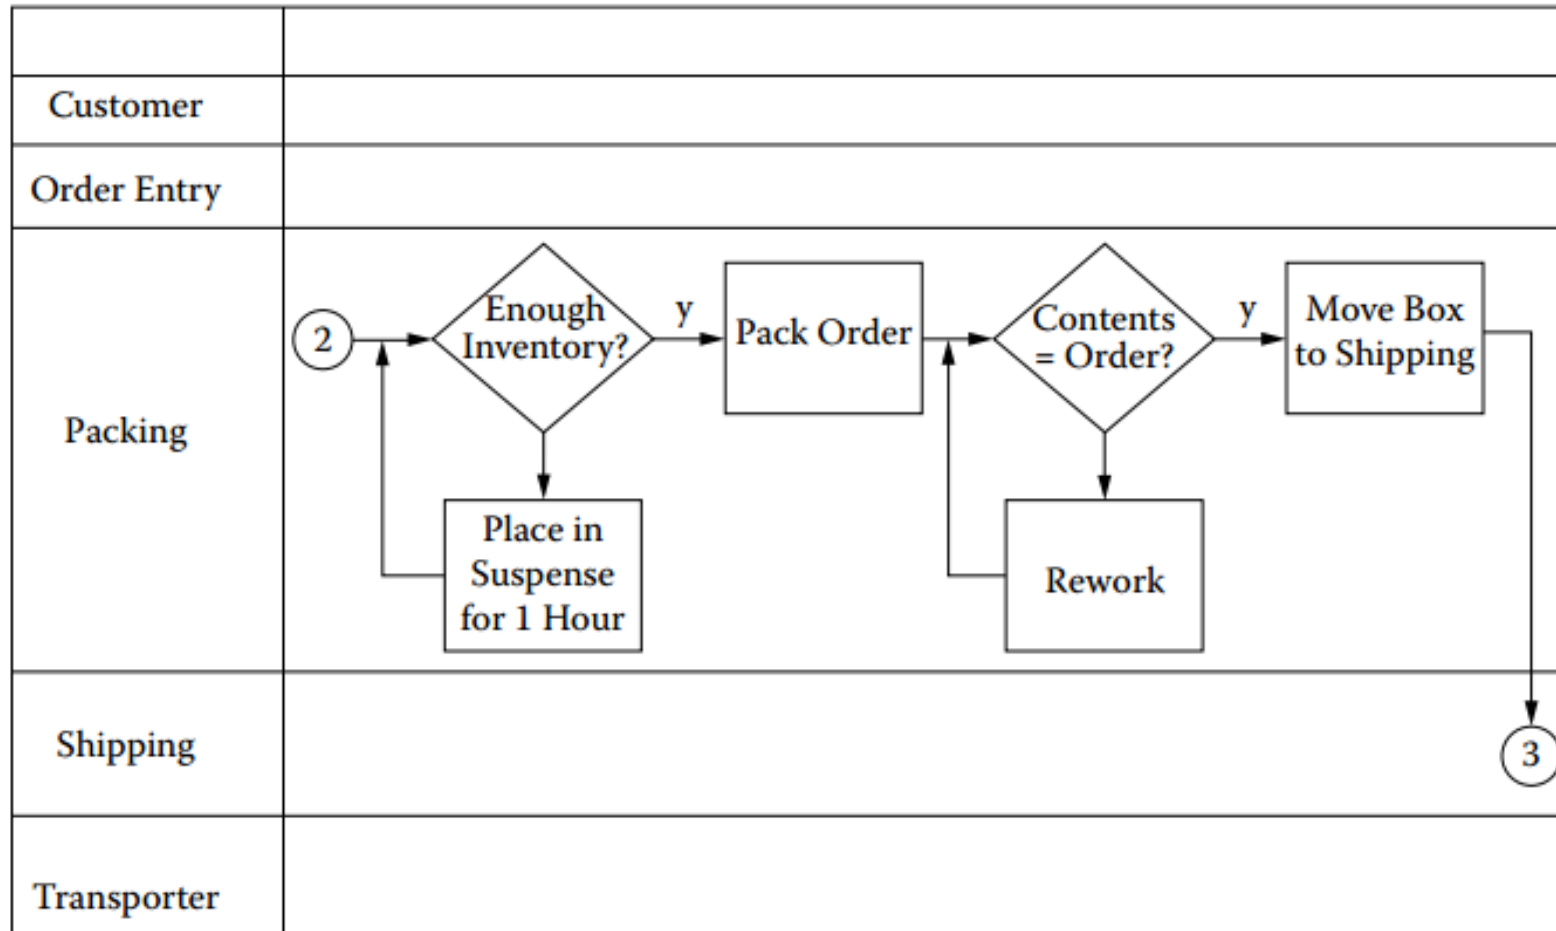 Customer
Order Entry
Packing
2
Enough
Inventory?
y
Pack Order
Contents
= Order?
y
Move Box
to Shipping
Place in
Suspense
for 1 Hour
Rework
Shipping
3
Transporter